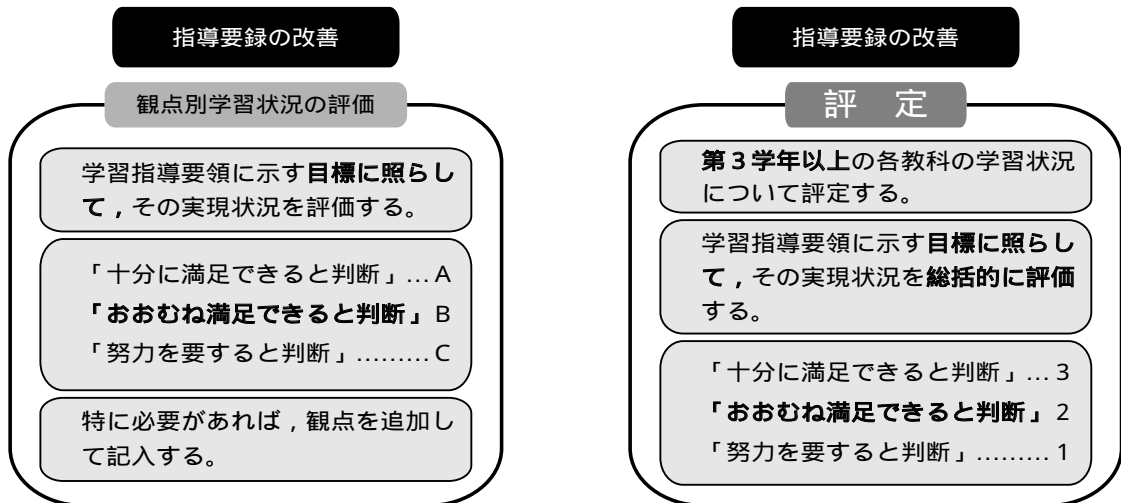 指導要録の改善
観点別学習状況の評価
学習指導要領に示す目標に照らし
て，その実現状況を評価する。
「十分に満足できると判断」…A
「おおむね満足できると判断」B
「努力を要すると判断」………C
特に必要があれば，観点を追加し
て記入する。
指導要録の改善
評　定
第３学年以上の各教科の学習状況
について評定する。
学習指導要領に示す目標に照らし
て，その実現状況を総括的に評価
する。
「十分に満足できると判断」…3
「おおむね満足できると判断」2
「努力を要すると判断」………1